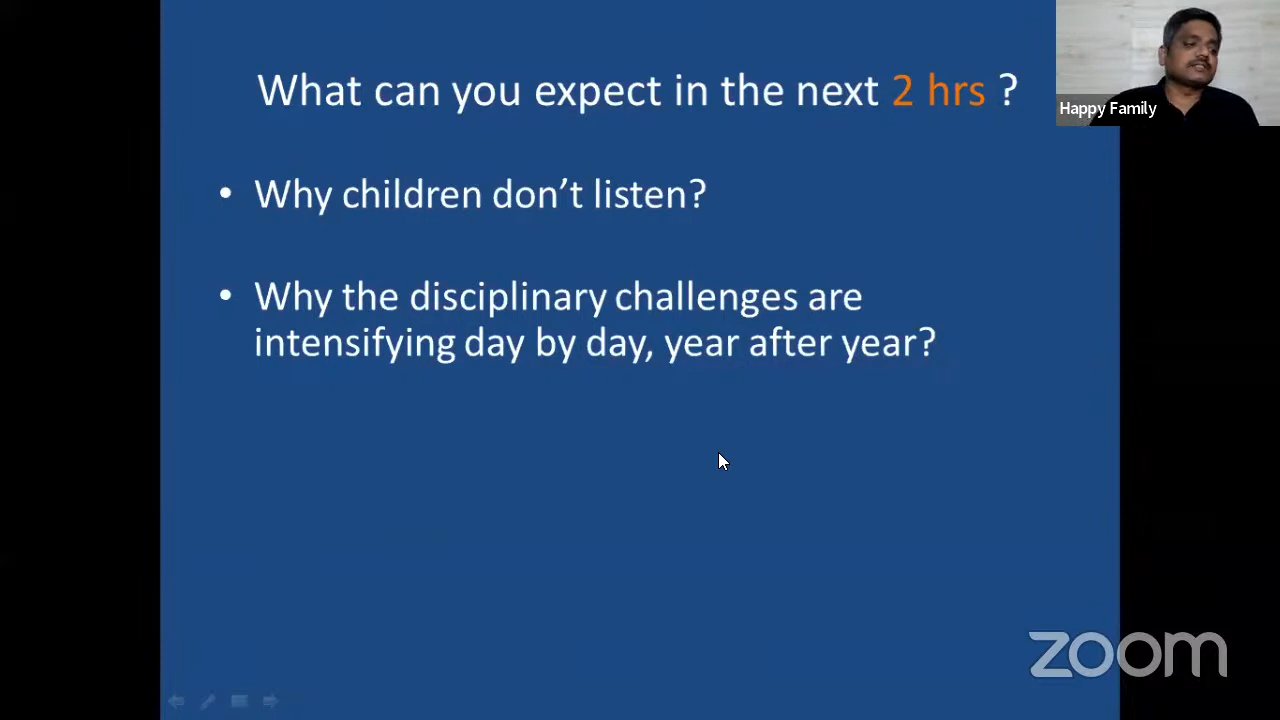 What can you expect in the next 2 hrs ?
Happy Family
• Why children don’t listen?
• Why the disciplinary challenges are
intensifying day by day, year after year?
zoom